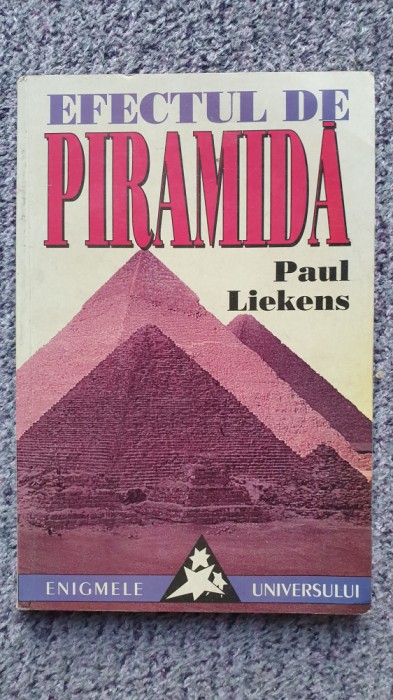 EFECTUL DE
PIRAMIDĂ
Paul
Liekens
ENIGMELE UNIVERSULUI